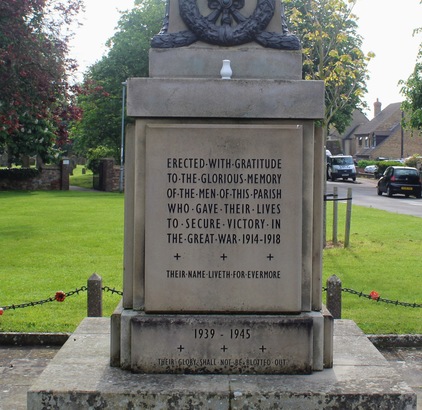 ERECTED·WITH·GRATITUDE
TO·THE·GLORIOUS·MEMORY
OF·THE·MEN·OF·THIS·PARISH
WHO·GAVE·THEIR·LIVES
TO·SECURE·VICTORY·IN
THE·GREAT·WAR·1914-1918
THEIR·NAME·LIVETH·FOR·EVERMORE
1939 - 1945
THEIR GLORY SHALL NOT BE BLOTTED OUT